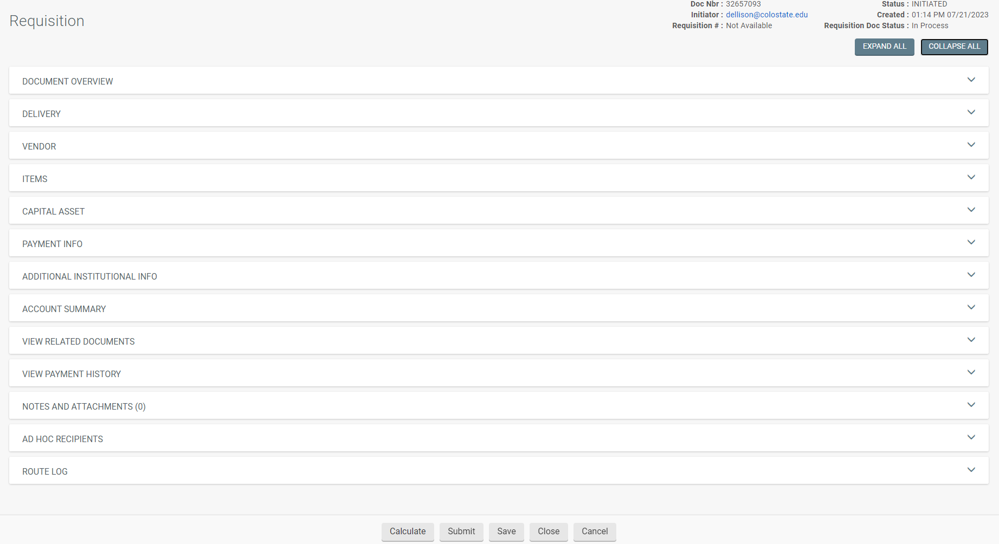 Requisition
Doc Nbr : 32657093
Status : INITIATED
Initiator : dellison@colostate.edu
Created : 01:14 PM 07/21/2023
Requisition # : Not Available
Requisition Doc Status : In Process
EXPAND ALL
COLLAPSE ALL
DOCUMENT OVERVIEW
DELIVERY
VENDOR
ITEMS
CAPITAL ASSET
PAYMENT INFO
ADDITIONAL INSTITUTIONAL INFO
ACCOUNT SUMMARY
VIEW RELATED DOCUMENTS
VIEW PAYMENT HISTORY
NOTES AND ATTACHMENTS (0)
AD HOC RECIPIENTS
ROUTE LOG
Calculate
Submit
Save
Close
Cancel